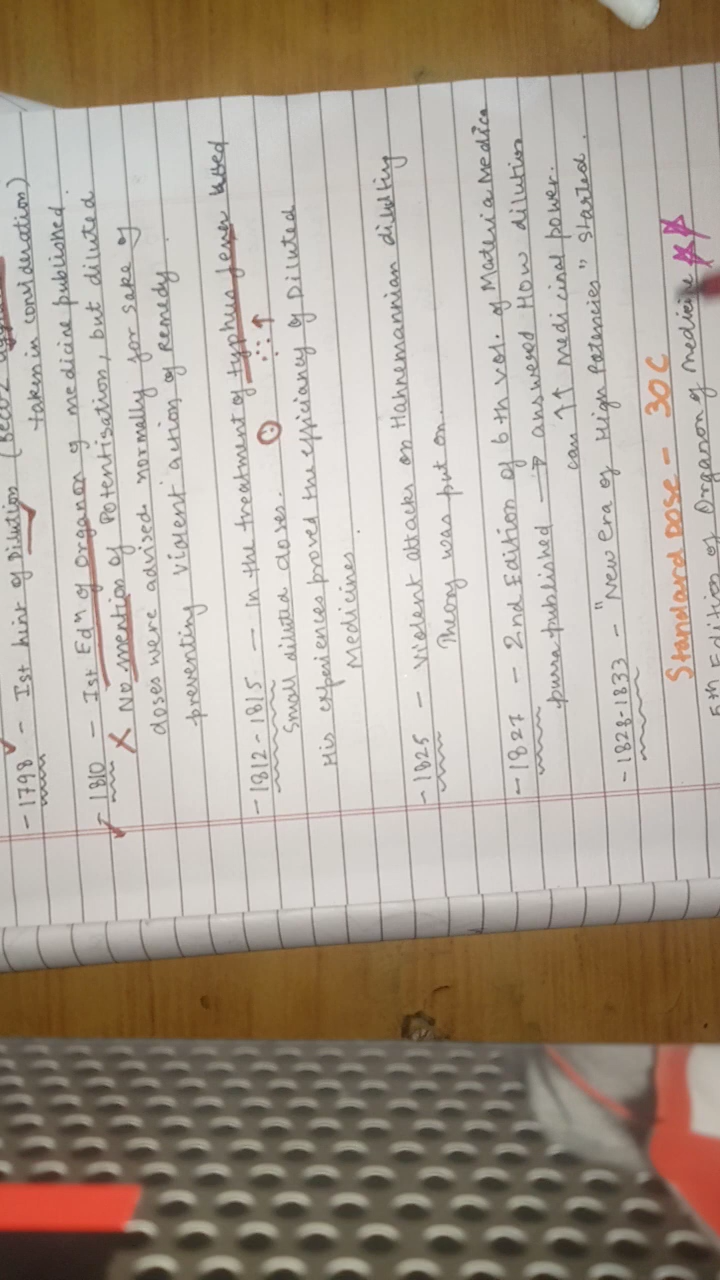 - 1798 - Ist hint of Dilution
taken in consideration)
- 1810 - Ist Edn of Organon of medicine published.
X No mention of Potentisation, but diluted
doses were advised normally for sake of
preventing violent action of Remedy.
- 1812-1815 - In the treatment of typhus fever used
small diluted doses.
His experiences proved the efficiancy of Diluted
Medicines.
- 1825 - Violent attacks on Hahnemannian diluting
Theory was put on.
- 1827 - 2nd Edition of 6th vol. of Materia Medica
pura published → answered How dilution
can ↑↑ medicinal power.
- 1828-1833 - "New era of High Potencies" started.
Standard Dose - 30C
5th Edition of Organon of medicine